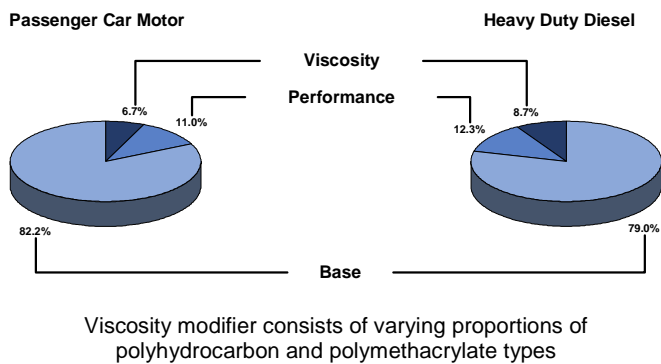 Passenger Car Motor
Heavy Duty Diesel
Viscosity
6.7%
8.7%
Performance
11.0%
12.3%
82.2%
79.0%
Base
Viscosity modifier consists of varying proportions of
polyhydrocarbon and polymethacrylate types